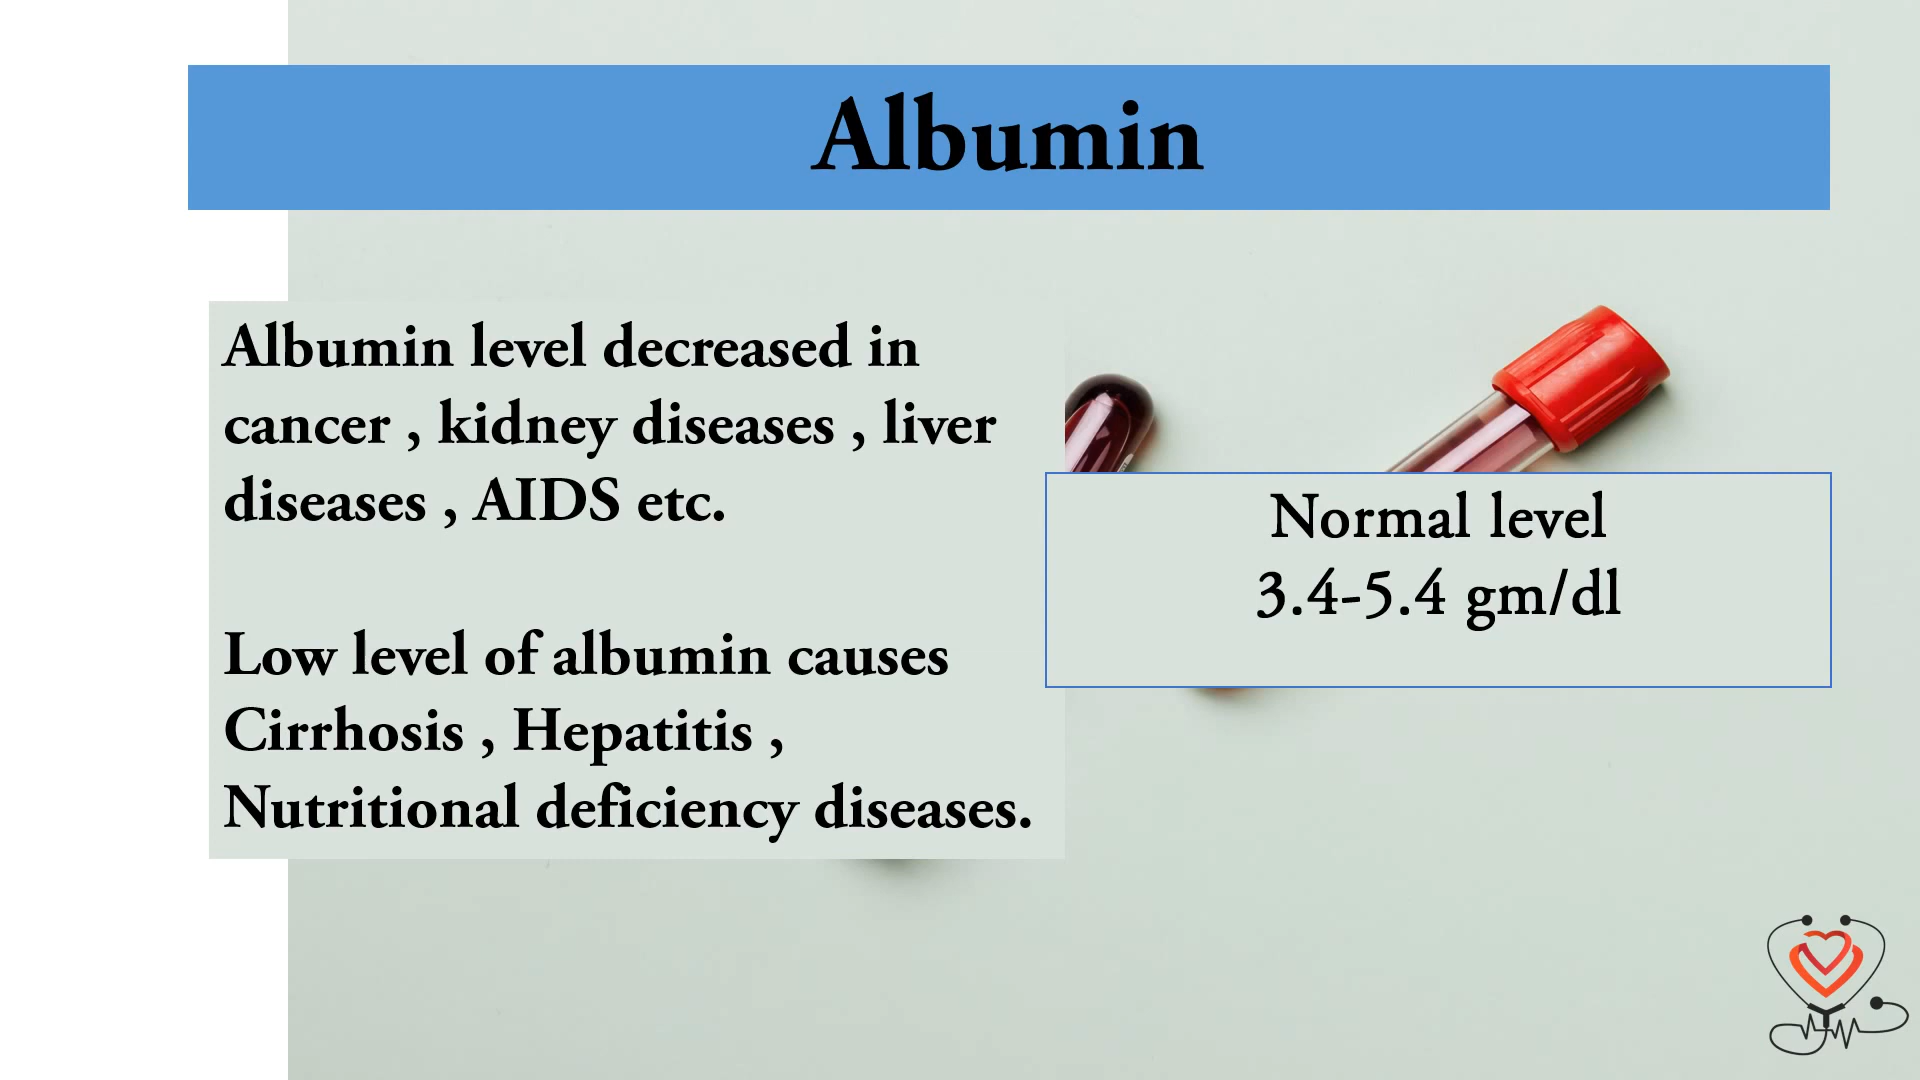 Albumin
Albumin level decreased in
cancer , kidney diseases , liver
diseases , AIDS etc.
Low level of albumin causes
Cirrhosis , Hepatitis ,
Nutritional deficiency diseases.
Normal level
3.4-5.4 gm/dl